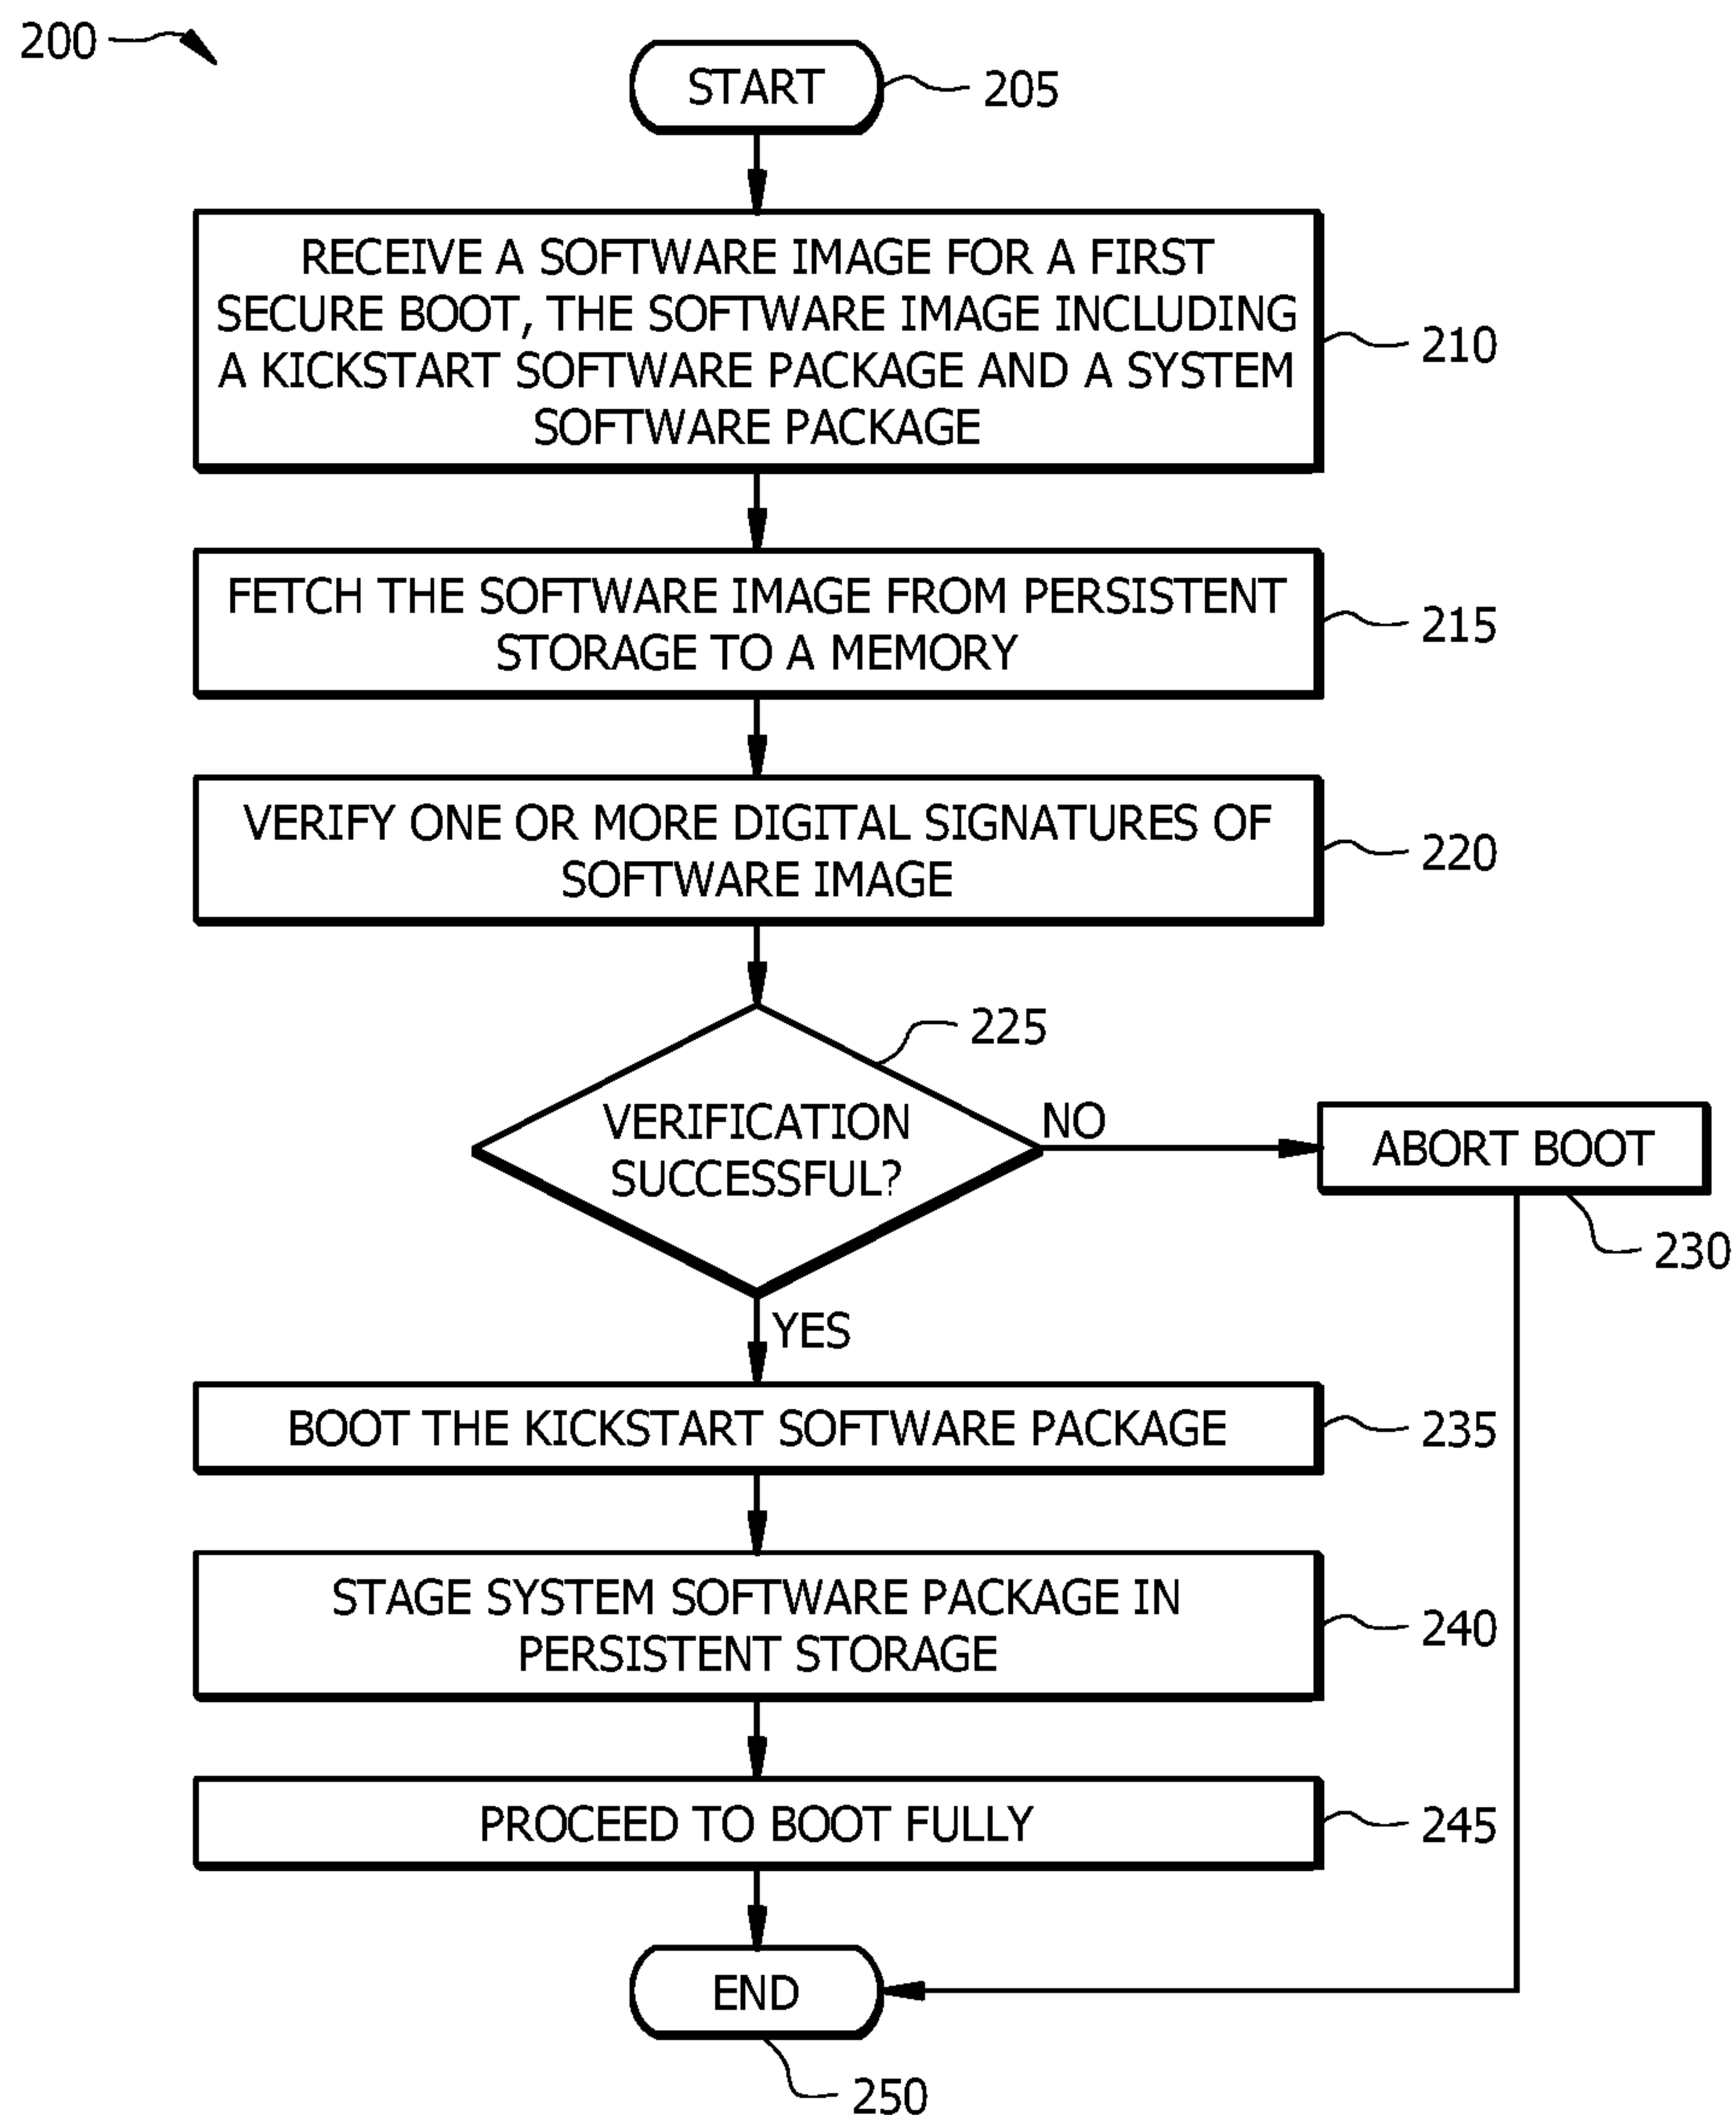 200
START
205
RECEIVE A SOFTWARE IMAGE FOR A FIRST
SECURE BOOT, THE SOFTWARE IMAGE INCLUDING
A KICKSTART SOFTWARE PACKAGE AND A SYSTEM
SOFTWARE PACKAGE
210
FETCH THE SOFTWARE IMAGE FROM PERSISTENT
STORAGE TO A MEMORY
215
VERIFY ONE OR MORE DIGITAL SIGNATURES OF
SOFTWARE IMAGE
220
225
VERIFICATION
SUCCESSFUL?
NO
ABORT BOOT
230
YES
BOOT THE KICKSTART SOFTWARE PACKAGE
235
STAGE SYSTEM SOFTWARE PACKAGE IN
PERSISTENT STORAGE
240
PROCEED TO BOOT FULLY
245
END
250